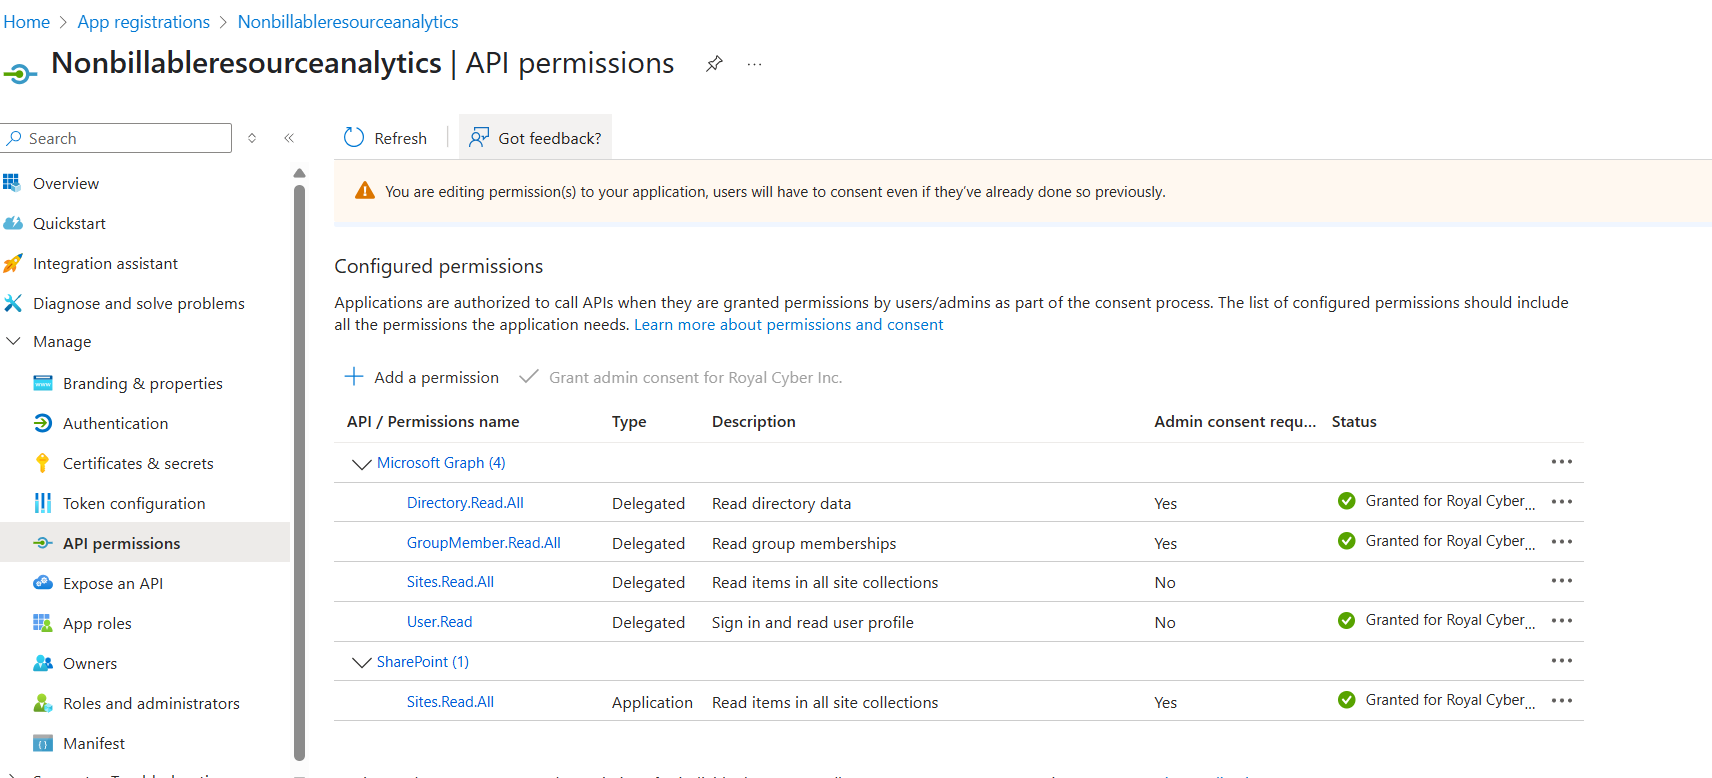 Home > App registrations > Nonbillableresourceanalytics
Nonbillableresourceanalytics | API permissions ...
Search
Refresh
Got feedback?
You are editing permission(s) to your application, users will have to consent even if they've already done so previously.
Overview
Quickstart
Integration assistant
Diagnose and solve problems
Manage
Branding & properties
Authentication
Certificates & secrets
Token configuration
API permissions
Expose an API
App roles
Owners
Roles and administrators
Manifest
Configured permissions
Applications are authorized to call APIs when they are granted permissions by users/admins as part of the consent process. The list of configured permissions should include
all the permissions the application needs. Learn more about permissions and consent
Add a permission Grant admin consent for Royal Cyber Inc.
API / Permissions name Type Description Admin consent requ... Status
Microsoft Graph (4)
Directory.Read.All Delegated Read directory data Yes Granted for Royal Cyber...
GroupMember.Read.All Delegated Read group memberships Yes Granted for Royal Cyber...
Sites.Read.All Delegated Read items in all site collections No
User.Read Delegated Sign in and read user profile No Granted for Royal Cyber...
SharePoint (1)
Sites.Read.All Application Read items in all site collections Yes Granted for Royal Cyber...